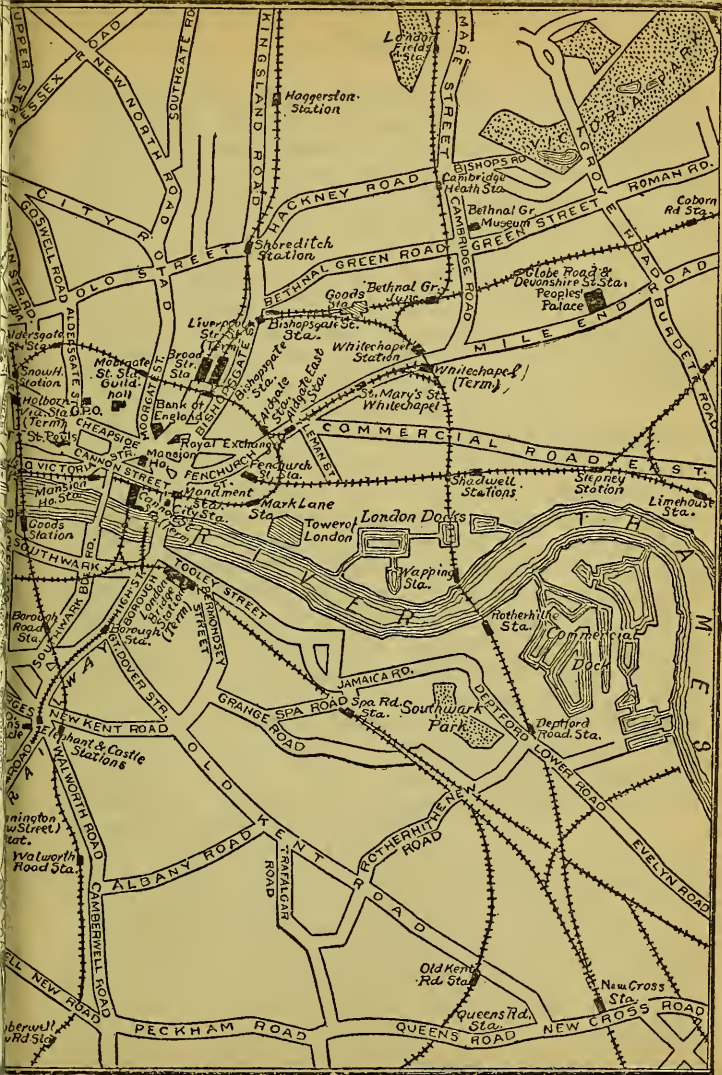 UPPER
ESSEX ROAD
NEW NORTH ROAD
SOUTHGATE RO
KINGSLAND ROAD
London
Fields
Sta.
MARE STREET
Haggerston
Station
VICTORIA PARK
GROVE ROAD
BISHOPS RD
Cambridge
Heath Sta.
ROMAN RD.
Coborn
Rd Sta.
CITY ROAD
GOSWELL ROAD
HACKNEY ROAD
CAMBRIDGE ROAD
Bethnal Gr.
Museum
GREEN STREET
OLD STREET
Shoreditch
Station
BETHNAL GREEN ROAD
Globe Road &
Devonshire St. Sta.
Peoples'
Palace
Goods
Sta.
Bethnal Gr.
Junc.
MILE END ROAD
BURDETT ROAD
ALDERSGATE ST.
Aldersgate
St. Sta.
Liverpool
Str.
(Term)
BISHOPSGATE
Bishopsgate St.
Sta.
Whitechapel
Station
Whitechapel
(Term.)
Snow H.
Station
Moorgate
St. Sta.
Guild
hall
MOORGATE ST.
Broad
Str.
Sta
Bishopsgate
Sta.
Aldgate
Sta.
Aldgate East
Sta.
St. Mary's St.
Whitechapel
Holborn
Via. Sta.
(Term)
G.P.O.
Bank of
England
St. Pauls
CHEAPSIDE
Royal Exchang
LEMAN ST
COMMERCIAL ROAD EAST.
CANNON STREET
Q VICTORIA
Mansion
Ho.
FENCHURCH ST.
Fenchurch
St. Sta.
Shadwell
Stations
Stepney
Station
Limehouse
Sta.
Mansion
Ho. Sta.
Cannon St.
Sta. (Term)
Monument
Sta.
City Sta.
Mark Lane
Sta.
Tower of
London
London Docks
RIVER THAMES
Goods
Station
SOUTHWARK
SOUTHWARK BR. RD.
Wapping
Sta.
TOOLEY STREET
London
Bridge
Station
(Term)
BERMONDSEY
STREET
HIGH ST.
BOROUGH
Rotherhithe
Sta.
Borough
Road
Sta.
Borough
Sta.
Commercial
Dock
JAMAICA RD.
DOVER STR.
GRANGE
ROAD
SPA ROAD
Spa Rd.
Sta.
Southwark
Park
DEPTFORD LOWER ROAD
Deptford
Road. Sta.
NEW KENT ROAD
Elephant & Castle
Stations
RAILWAY
WALWORTH ROAD
OLD KENT ROAD
ROTHERHITHE NEW
ROAD
EVELYN ROAD
Walworth
Road Sta.
ALBANY ROAD
TRAFALGAR
ROAD
CAMBERWELL ROAD
Old Kent
Rd Sta.
New Cross
Sta.
Queens Rd.
Sta.
ELL NEW ROAD
PECKHAM ROAD
QUEENS ROAD
NEW CROSS ROAD